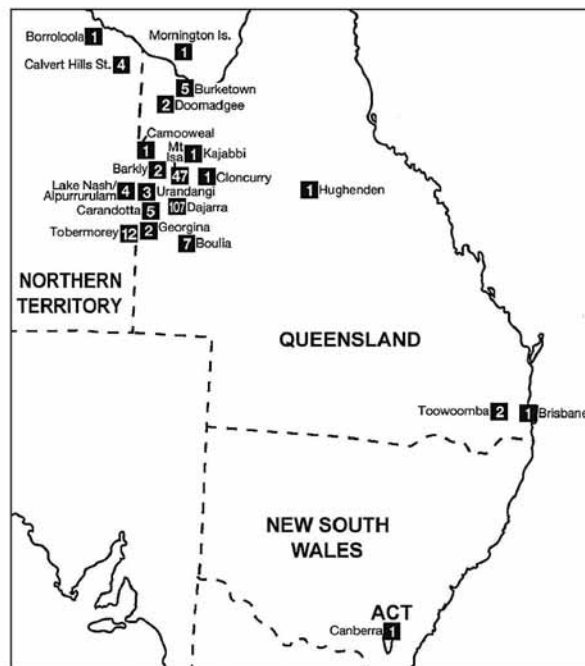 Borroloola 1
Mornington Is.
1
Calvert Hills St. 4
5 Burketown
2 Doomadgee
Camooweal
1
Mt
Isa
47
1 Kajabbi
Barkly 2
1 Cloncurry
Lake Nash/
Alpurrurulam 4
3 Urandangi
1 Hughenden
Carandotta 5
107 Dajarra
Tobermorey 12
2 Georgina
7 Boulia
NORTHERN
TERRITORY
QUEENSLAND
Toowoomba 2
1 Brisbane
NEW SOUTH
WALES
ACT
Canberra 1